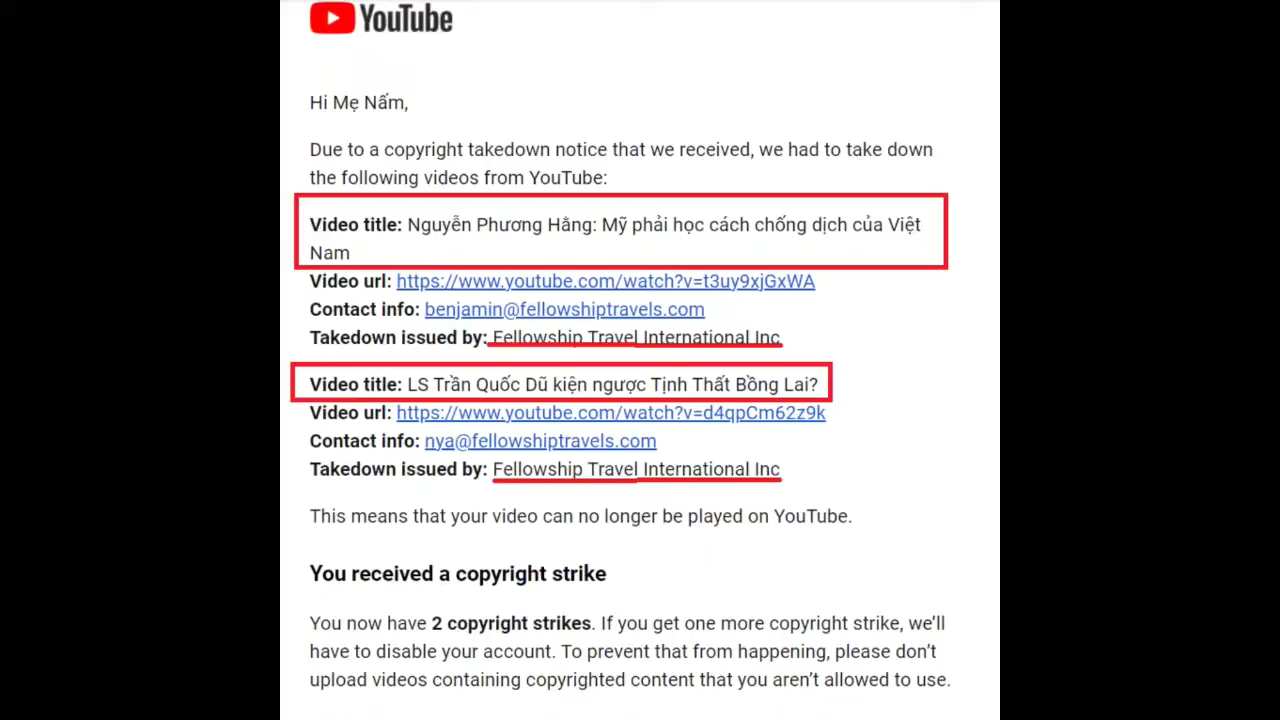 YouTube
Hi Mẹ Nấm,
Due to a copyright takedown notice that we received, we had to take down
the following videos from YouTube:
Video title: Nguyễn Phương Hằng: Mỹ phải học cách chống dịch của Việt
Nam
Video url: https://www.youtube.com/watch?v=t3uy9xjGxWA
Contact info: benjamin@fellowshiptravels.com
Takedown issued by: Fellowship Travel International Inc
Video title: LS Trần Quốc Dũ kiện ngược Tịnh Thất Bồng Lai?
Video url: https://www.youtube.com/watch?v=d4qpCm62z9k
Contact info: nya@fellowshiptravels.com
Takedown issued by: Fellowship Travel International Inc
This means that your video can no longer be played on YouTube.
You received a copyright strike
You now have 2 copyright strikes. If you get one more copyright strike, we’ll
have to disable your account. To prevent that from happening, please don’t
upload videos containing copyrighted content that you aren’t allowed to use.